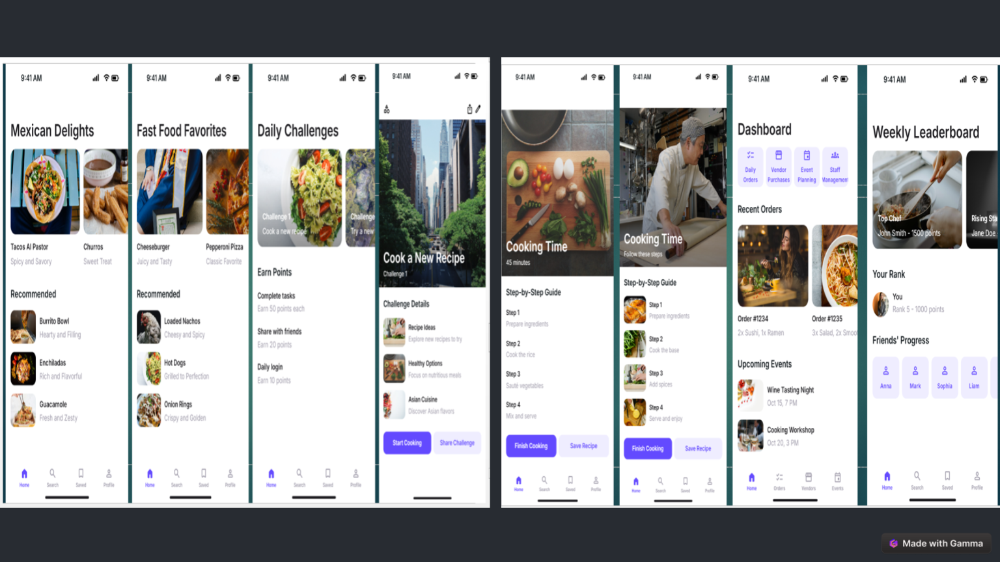 9:41 AM
Mexican Delights
Tacos Al Pastor
Spicy and Savory
Churros
Sweet Treat
Recommended
Burrito Bowl
Hearty and Filling
Enchiladas
Rich and Flavorful
Guacamole
Fresh and Zesty
Home
Search
Saved
Profile
9:41 AM
Fast Food Favorites
Cheeseburger
Juicy and Tasty
Pepperoni Pizza
Classic Favorite
Recommended
Loaded Nachos
Cheesy and Spicy
Hot Dogs
Grilled to Perfection
Onion Rings
Crispy and Golden
Home
Search
Saved
Profile
9:41 AM
Daily Challenges
Challenge 1
Cook a new recipe
Challenge
Try a new
Earn Points
Complete tasks
Earn 50 points each
Share with friends
Earn 20 points
Daily login
Earn 10 points
Home
Search
Saved
Profile
9:41 AM
Cook a New Recipe
Challenge 1
Challenge Details
Recipe Ideas
Explore new recipes to try
Healthy Options
Focus on nutritious meals
Asian Cuisine
Discover Asian flavors
Start Cooking
Share Challenge
9:41 AM
Cooking Time
45 minutes
Step-by-Step Guide
Step 1
Prepare ingredients
Step 2
Cook the rice
Step 3
Sauté vegetables
Step 4
Mix and serve
Finish Cooking
Save Recipe
Home
Search
Saved
Profile
9:41 AM
Cooking Time
Follow these steps
Step-by-Step Guide
Step 1
Prepare ingredients
Step 2
Cook the base
Step 3
Add spices
Step 4
Serve and enjoy
Finish Cooking
Save Recipe
Home
Search
Saved
Profile
9:41 AM
Dashboard
Daily
Orders
Vendor
Purchases
Event
Planning
Staff
Management
Recent Orders
Order #1234
2x Sushi, 1x Ramen
Order #1235
3x Salad, 2x Smoot
Upcoming Events
Wine Tasting Night
Oct 15, 7 PM
Cooking Workshop
Oct 20, 3 PM
Home
Orders
Vendors
Events
9:41 AM
Weekly Leaderboard
Top Chef
John Smith - 1500 points
Rising Sta
Jane Doe
Your Rank
You
Rank 5 - 1000 points
Friends' Progress
Anna
Mark
Sophia
Liam
Home
Search
Saved
Profile
Made with Gamma